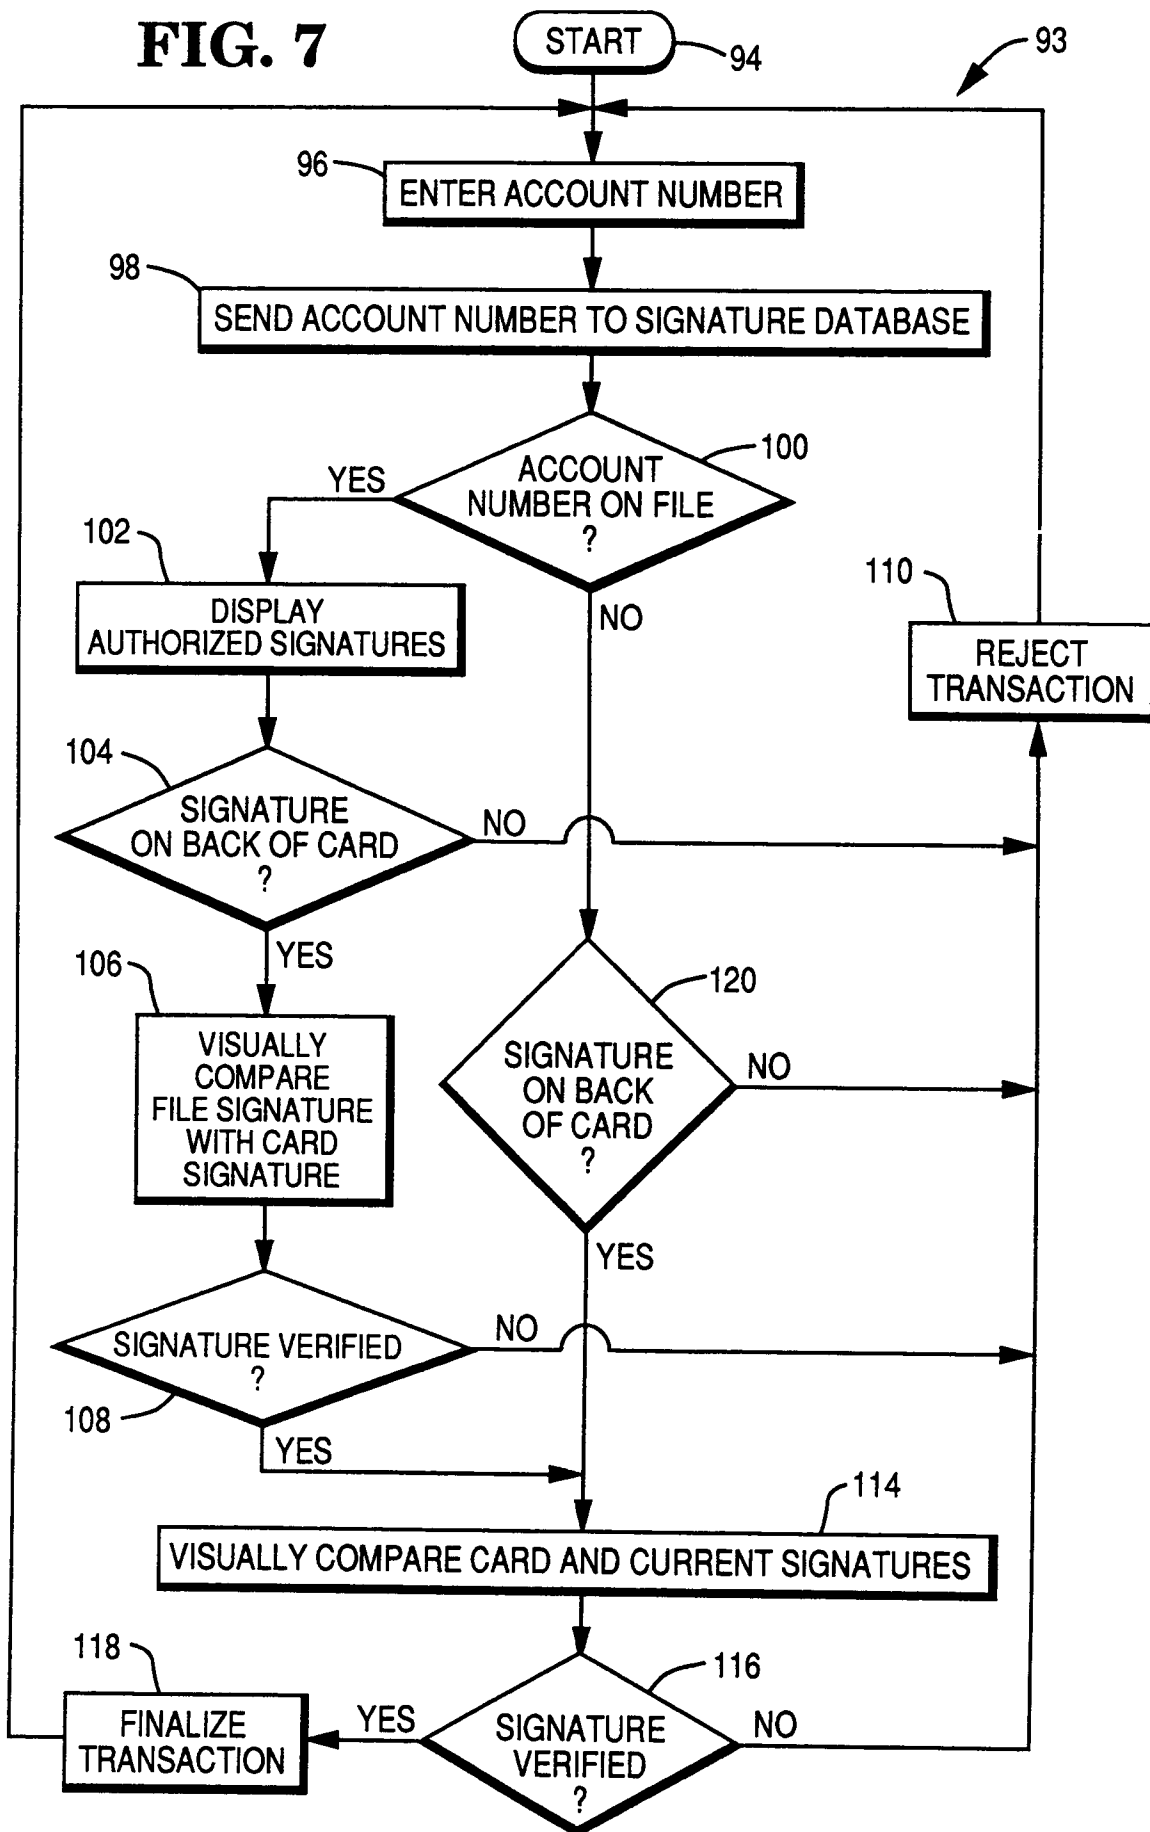 FIG. 7
START
94
93
96
ENTER ACCOUNT NUMBER
98
SEND ACCOUNT NUMBER TO SIGNATURE DATABASE
100
ACCOUNT
NUMBER ON FILE
?
YES
NO
102
DISPLAY
AUTHORIZED SIGNATURES
110
REJECT
TRANSACTION
104
SIGNATURE
ON BACK OF CARD
?
NO
YES
106
VISUALLY
COMPARE
FILE SIGNATURE
WITH CARD
SIGNATURE
120
SIGNATURE
ON BACK
OF CARD
?
NO
YES
SIGNATURE VERIFIED
?
NO
108
YES
114
VISUALLY COMPARE CARD AND CURRENT SIGNATURES
118
FINALIZE
TRANSACTION
YES
116
SIGNATURE
VERIFIED
?
NO